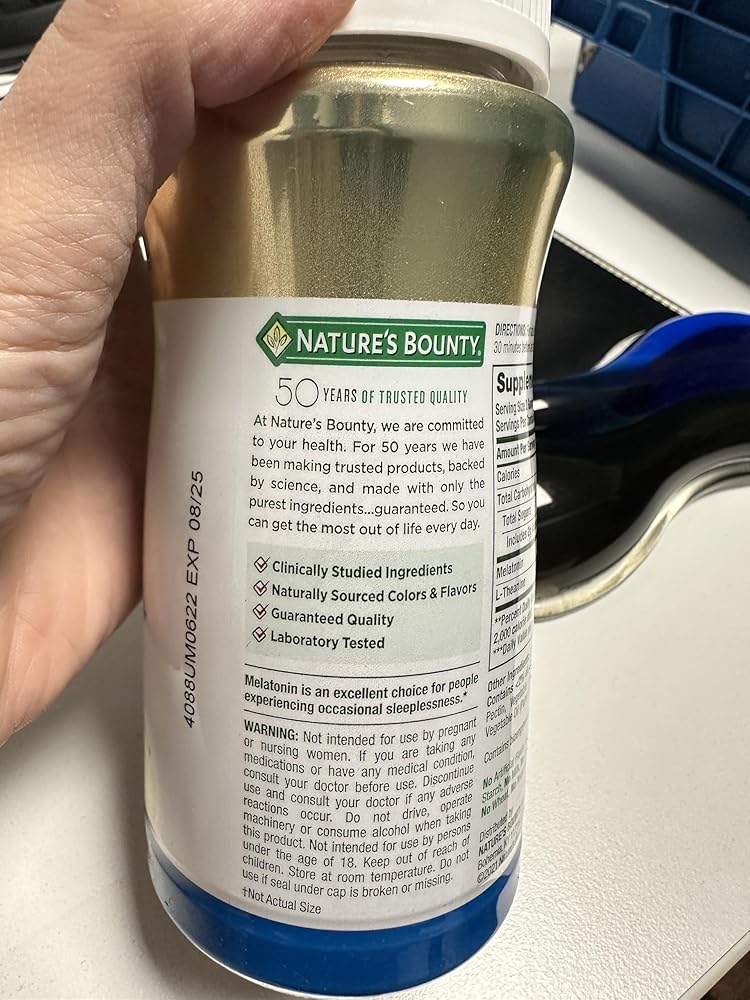 NATURE'S BOUNTY®
50 YEARS OF TRUSTED QUALITY
At Nature's Bounty, we are committed
to your health. For 50 years we have
been making trusted products, backed
by science, and made with only the
purest ingredients...guaranteed. So you
can get the most out of life every day.
Clinically Studied Ingredients
Naturally Sourced Colors & Flavors
Guaranteed Quality
Laboratory Tested
Melatonin is an excellent choice for people
experiencing occasional sleeplessness.*
WARNING: Not intended for use by pregnant
or nursing women. If you are taking any
medications or have any medical condition,
consult your doctor before use. Discontinue
use and consult your doctor if any adverse
reactions occur. Do not drive, operate
machinery or consume alcohol when taking
this product. Not intended for use by persons
under the age of 18. Keep out of reach of
children. Store at room temperature. Do not
use if seal under cap is broken or missing.
†Not Actual Size
4088UM0622 EXP 08/25
DIRECTIONS:
30 minutes
Serving Size
Servings Per
Amount Per
Calories
Total
Total Sugars
Includes
Melatonin
L-Theanine
**Percent Daily
2,000 calorie
***Daily
Other
Contains
Pectin,
Vegetable
Contains
No
Starch,
No
Distributed
NATURE'S
Bohemia,
©2021